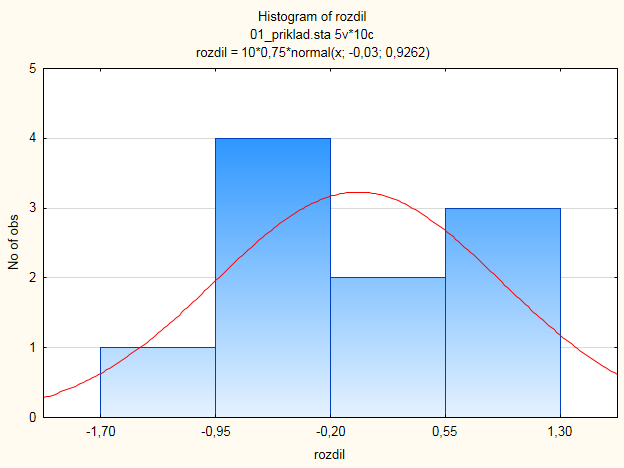 Histogram of rozdil
01_priklad.sta 5v*10c
rozdil = 10*0,75*normal(x; -0,03; 0,9262)
5
4
3
2
1
0
No of obs
-1,70 -0,95 -0,20 0,55 1,30
rozdil